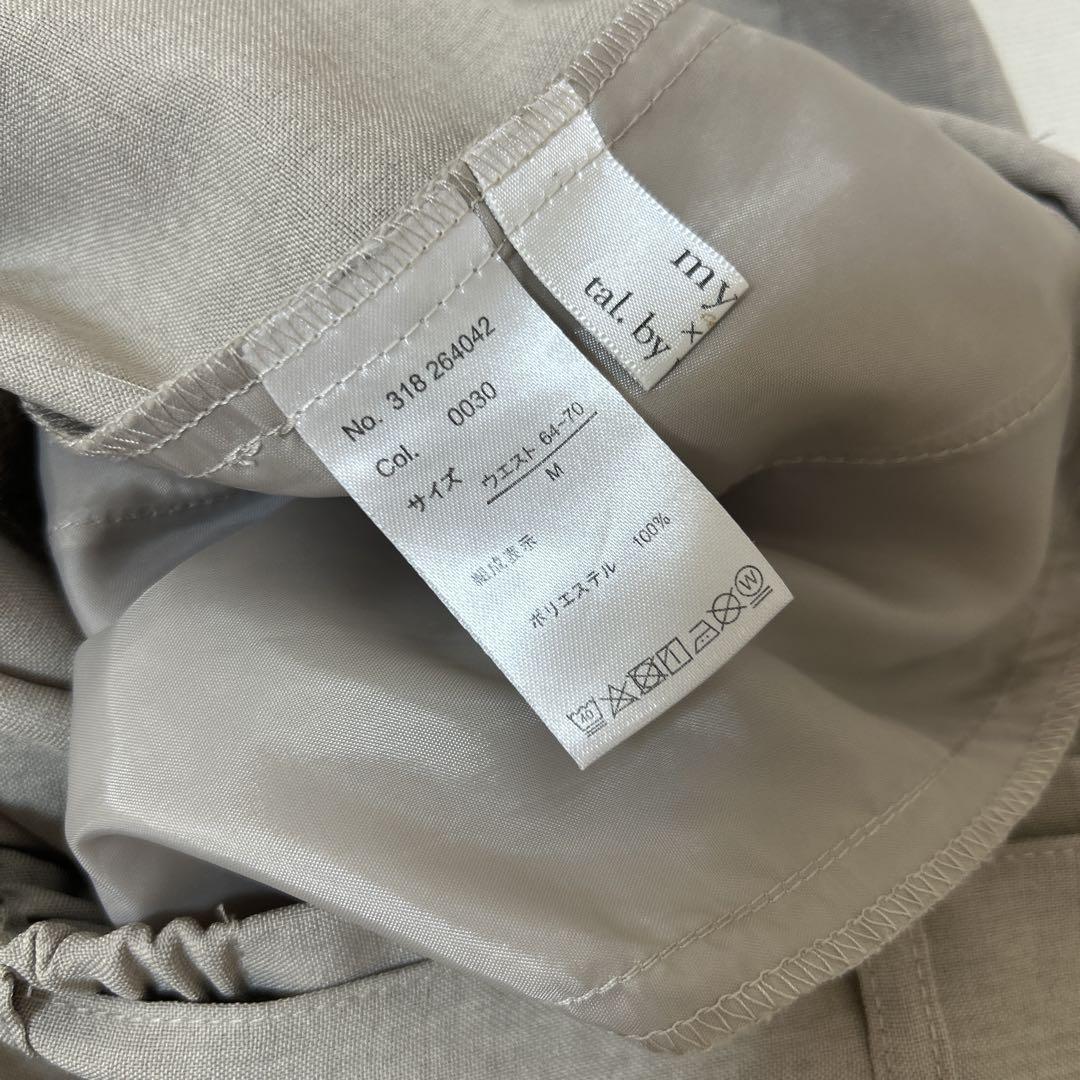 my
×
tal. by
No. 318 264042
Col. 0030
サイズ ウエスト 64-70
M
組成表示
ポリエステル 100%
40
W